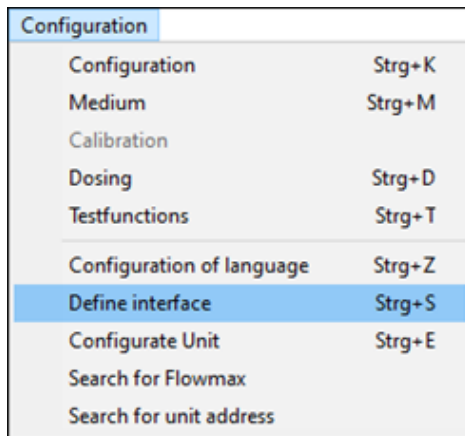 Configuration
Configuration Strg+K
Medium Strg+M
Calibration
Dosing Strg+D
Testfunctions Strg+T
Configuration of language Strg+Z
Define interface Strg+S
Configurate Unit Strg+E
Search for Flowmax
Search for unit address